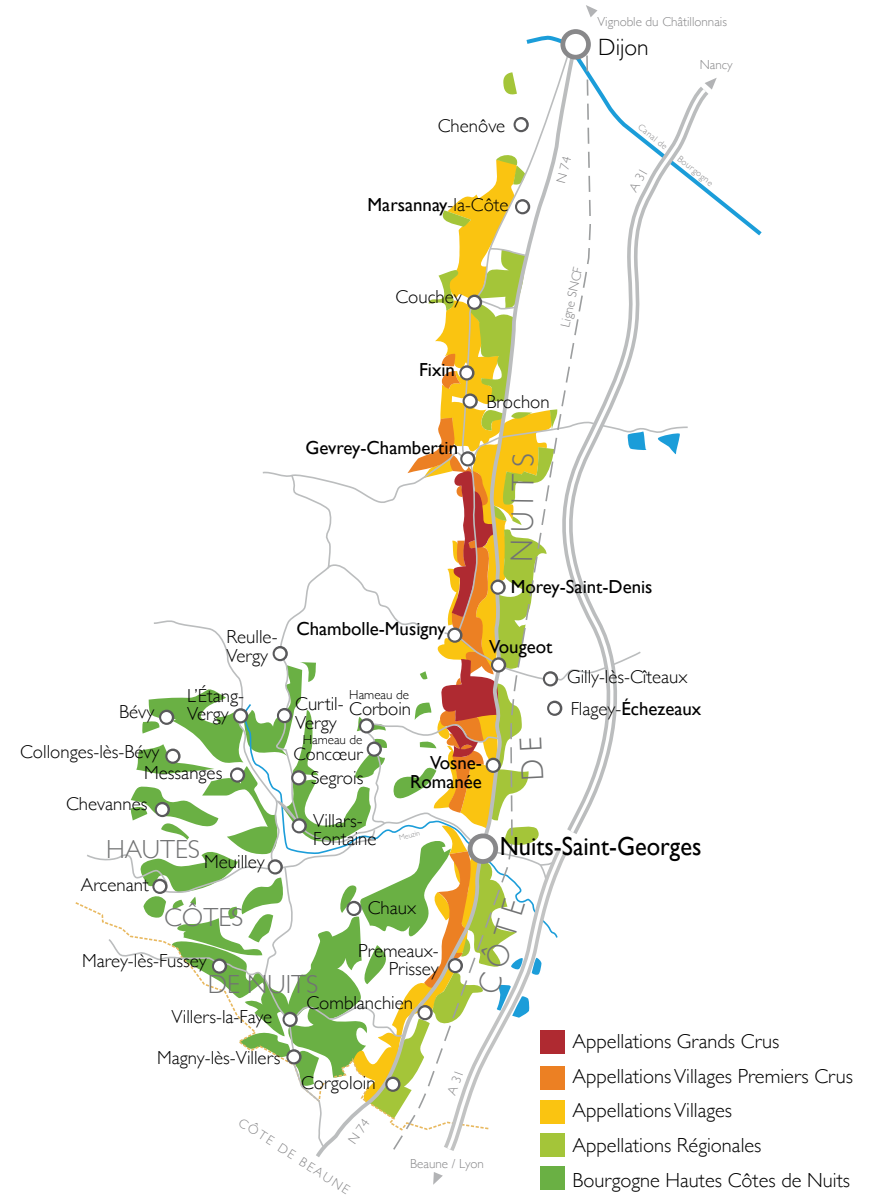 Vignoble du Châtillonnais
Dijon
Nancy
Chenôve
Canal de Bourgogne
N 74
A 31
Marsannay-la-Côte
Ligne SNCF
Couchey
Fixin
Brochon
Gevrey-Chambertin
CÔTE DE NUITS
Morey-Saint-Denis
Chambolle-Musigny
Reulle-
Vergy
Vougeot
Gilly-lès-Cîteaux
L'Étang-
Vergy
Curtil-
Vergy
Hameau de
Corboin
Flagey-Échezeaux
Bévy
Hameau de
Concœur
Collonges-lès-Bévy
Messanges
Segrois
Vosne-
Romanée
Chevannes
Villars-
Fontaine
Meuzin
Nuits-Saint-Georges
HAUTES
Meuilley
Arcenant
CÔTES
Chaux
Marey-lès-Fussey
Premeaux-
Prissey
DE NUITS
Comblanchien
Villers-la-Faye
Magny-lès-Villers
Corgoloin
A 31
N 74
CÔTE DE BEAUNE
Beaune / Lyon
Appellations Grands Crus
Appellations Villages Premiers Crus
Appellations Villages
Appellations Régionales
Bourgogne Hautes Côtes de Nuits